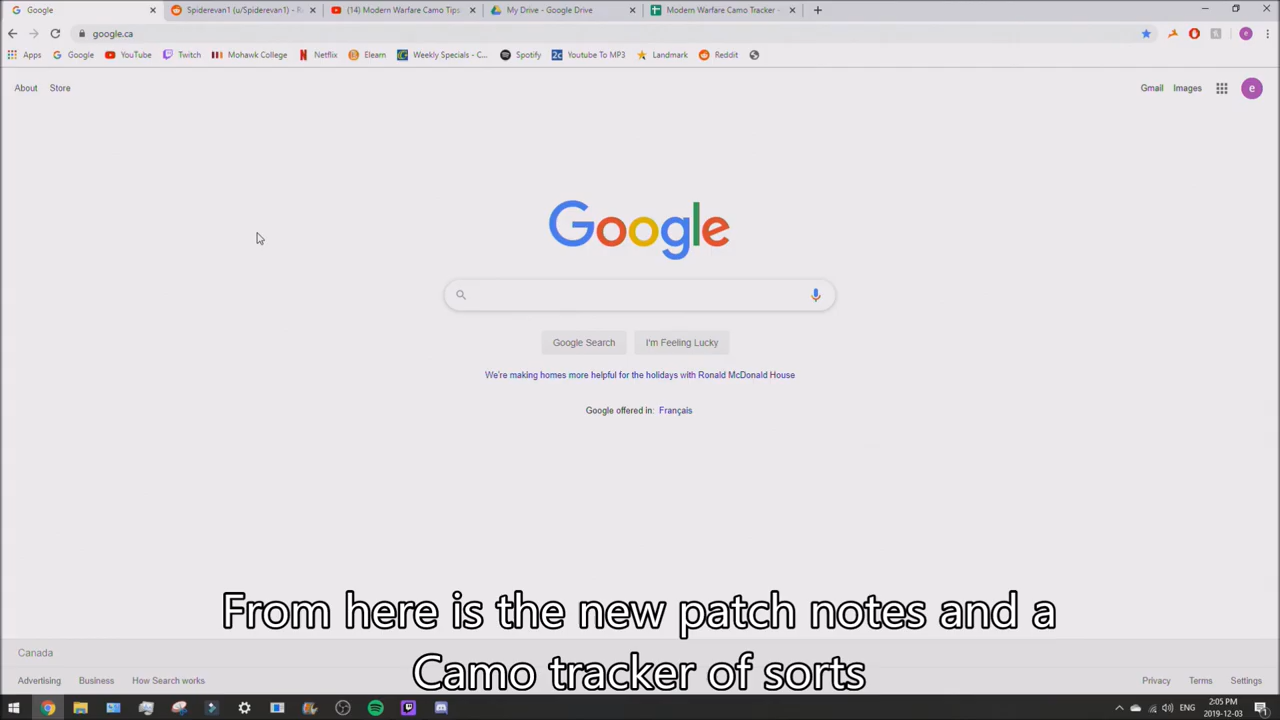 Google
Spiderevan1 (u/Spiderevan1) - R
(14) Modern Warfare Camo Tips
My Drive - Google Drive
Modern Warfare Camo Tracker -
google.ca
e
Apps
Google
YouTube
Twitch
Mohawk College
Netflix
Elearn
Weekly Specials - C...
Spotify
Youtube To MP3
Landmark
Reddit
About
Store
Gmail
Images
e
Google
Google Search
I'm Feeling Lucky
We're making homes more helpful for the holidays with Ronald McDonald House
Google offered in: Français
From here is the new patch notes and a
Camo tracker of sorts
Canada
Advertising
Business
How Search works
Privacy
Terms
Settings
2:05 PM
ENG
2019-12-03